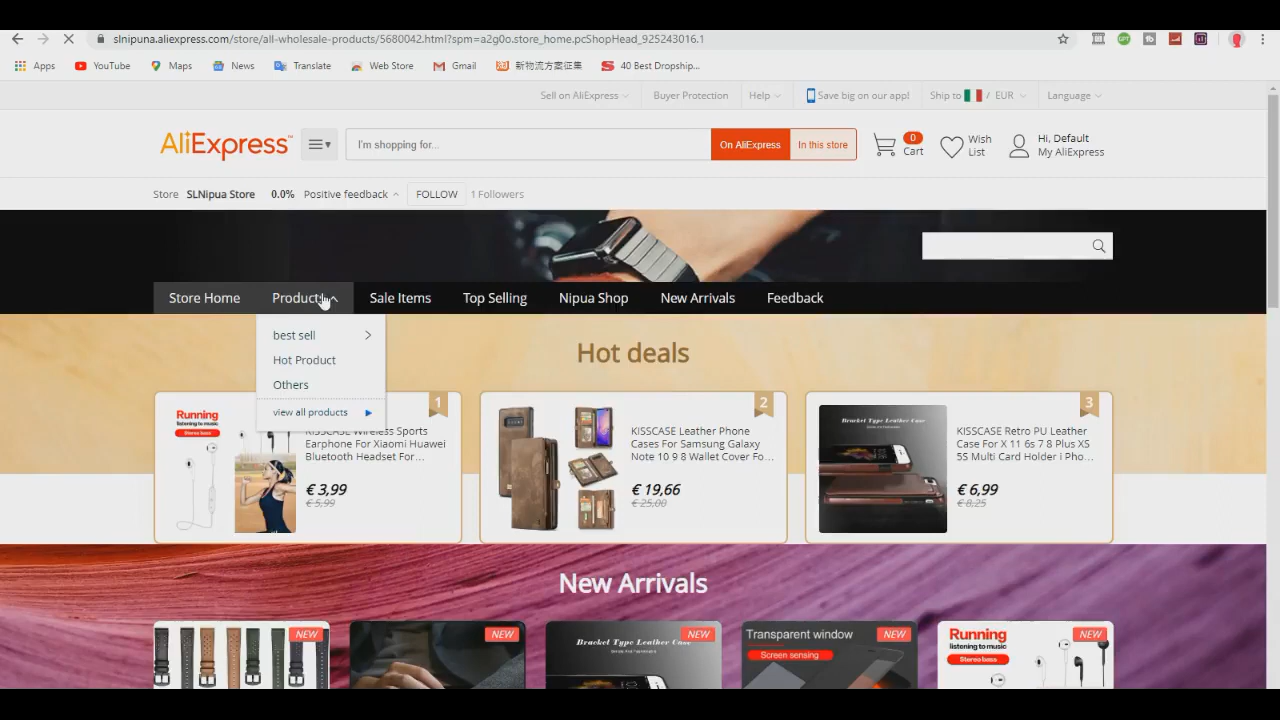 slnipuna.aliexpress.com/store/all-wholesale-products/5680042.html?spm=a2g0o.store_home.pcShopHead_925243016.1
Apps YouTube Maps News Translate Web Store Gmail 新物流方案征集 40 Best Dropship...
Sell on AliExpress Buyer Protection Help Save big on our app! Ship to / EUR Language
AliExpress I'm shopping for... On AliExpress In this store 0 Cart Wish List Hi, Default My AliExpress
Store SLNipua Store 0.0% Positive feedback FOLLOW 1 Followers
Store Home Products Sale Items Top Selling Nipua Shop New Arrivals Feedback
best sell
Hot Product
Others
view all products
Hot deals
1
Running
listening to music
Stereo bass
KISSCASE Wireless Sports
Earphone For Xiaomi Huawei
Bluetooth Headset For...
€ 3,99
€ 5,99
2
KISSCASE Leather Phone
Cases For Samsung Galaxy
Note 10 9 8 Wallet Cover Fo...
€ 19,66
€ 25,00
3
Bracket Type Leather Case
KISSCASE Retro PU Leather
Case For X 11 6s 7 8 Plus XS
5S Multi Card Holder i Pho...
€ 6,99
€ 8,25
New Arrivals
NEW
NEW
Bracket Type Leather Case
NEW
Transparent window
Screen sensing
NEW
Running
listening to music
Stereo bass
NEW